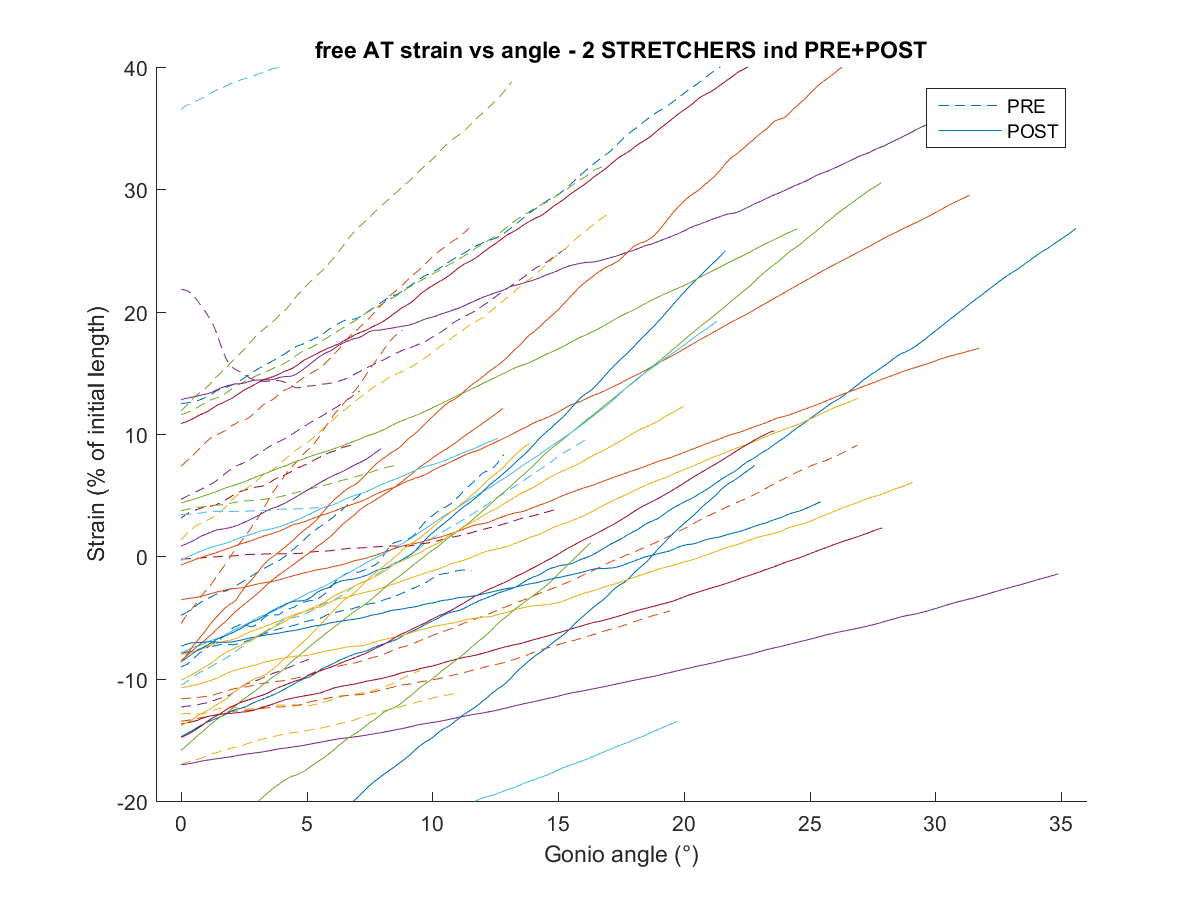 free AT strain vs angle - 2 STRETCHERS ind PRE+POST
40
PRE
POST
30
20
10
0
-10
-20
Strain (% of initial length)
0 5 10 15 20 25 30 35
Gonio angle (°)